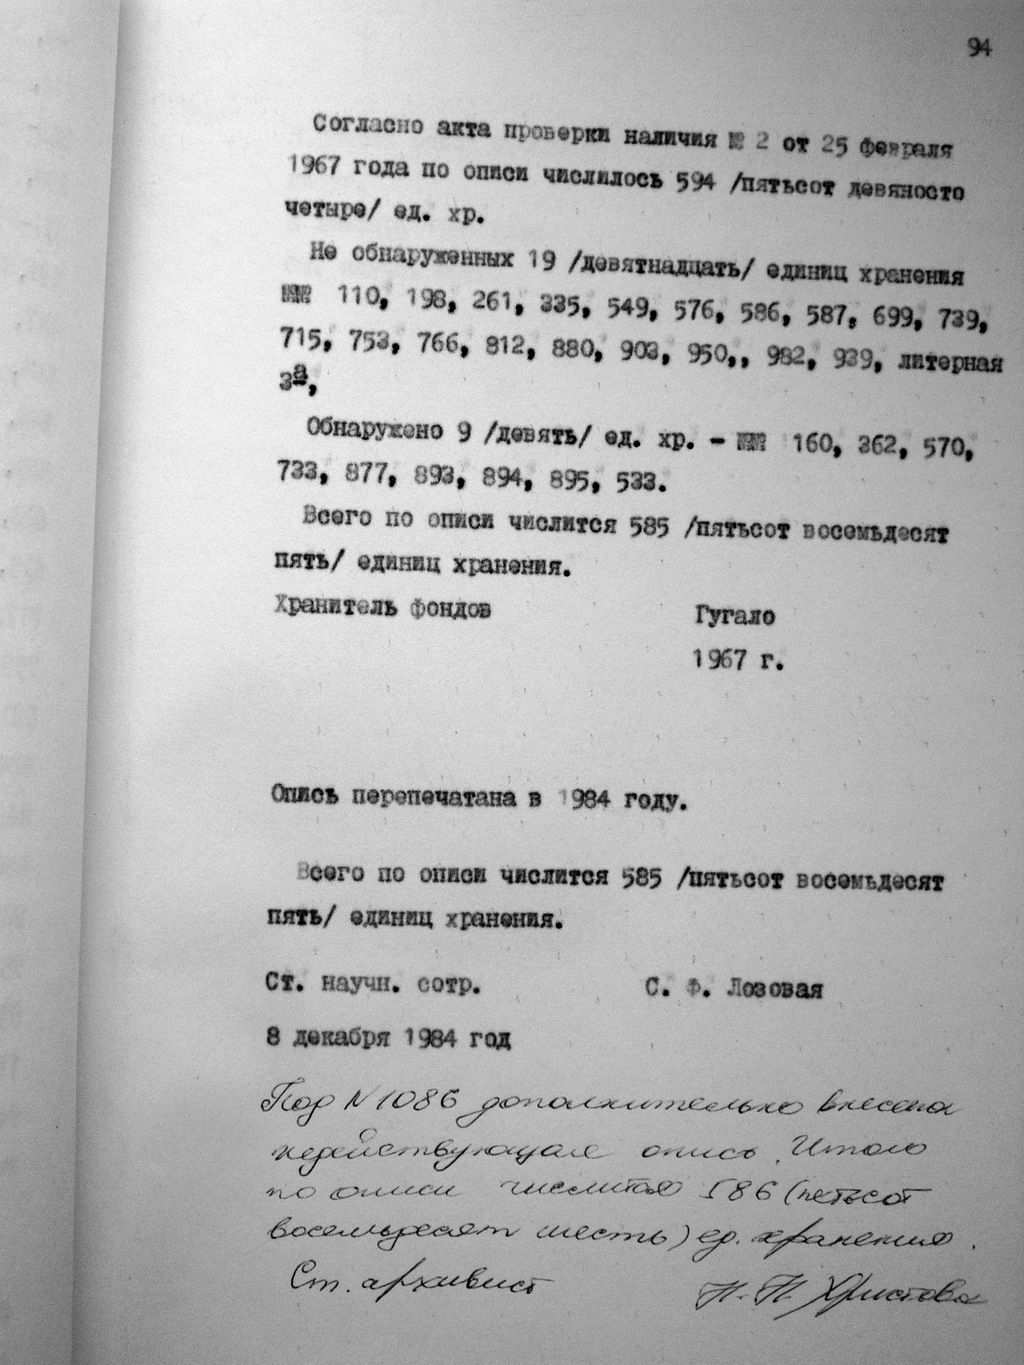 94
Согласно акта проверки наличия № 2 от 25 февраля
1967 года по описи числилось 594 /пятьсот девяносто
четыре/ ед. хр.
Не обнаруженных 19 /девятнадцать/ единиц хранения
№№ 110, 198, 261, 335, 549, 576, 586, 587, 699, 739,
715, 753, 766, 812, 880, 903, 950,, 982, 939, литерная
3а,
Обнаружено 9 /девять/ ед. хр. - №№ 160, 362, 570,
733, 877, 893, 894, 895, 533.
Всего по описи числится 585 /пятьсот восемьдесят
пять/ единиц хранения.
Хранитель фондов Гугало
1967 г.
Опись перепечатана в 1984 году.
Всего по описи числится 585 /пятьсот восемьдесят
пять/ единиц хранения.
Ст. научн. сотр. С. Ф. Лозовая
8 декабря 1984 год
Под N 1086 дополнительно внесена
недействующая опись. Итого
по описи числится 586 (пятьсот
восемьдесят шесть) ед. хранения.
Ст. архивист Н. Н. Христова